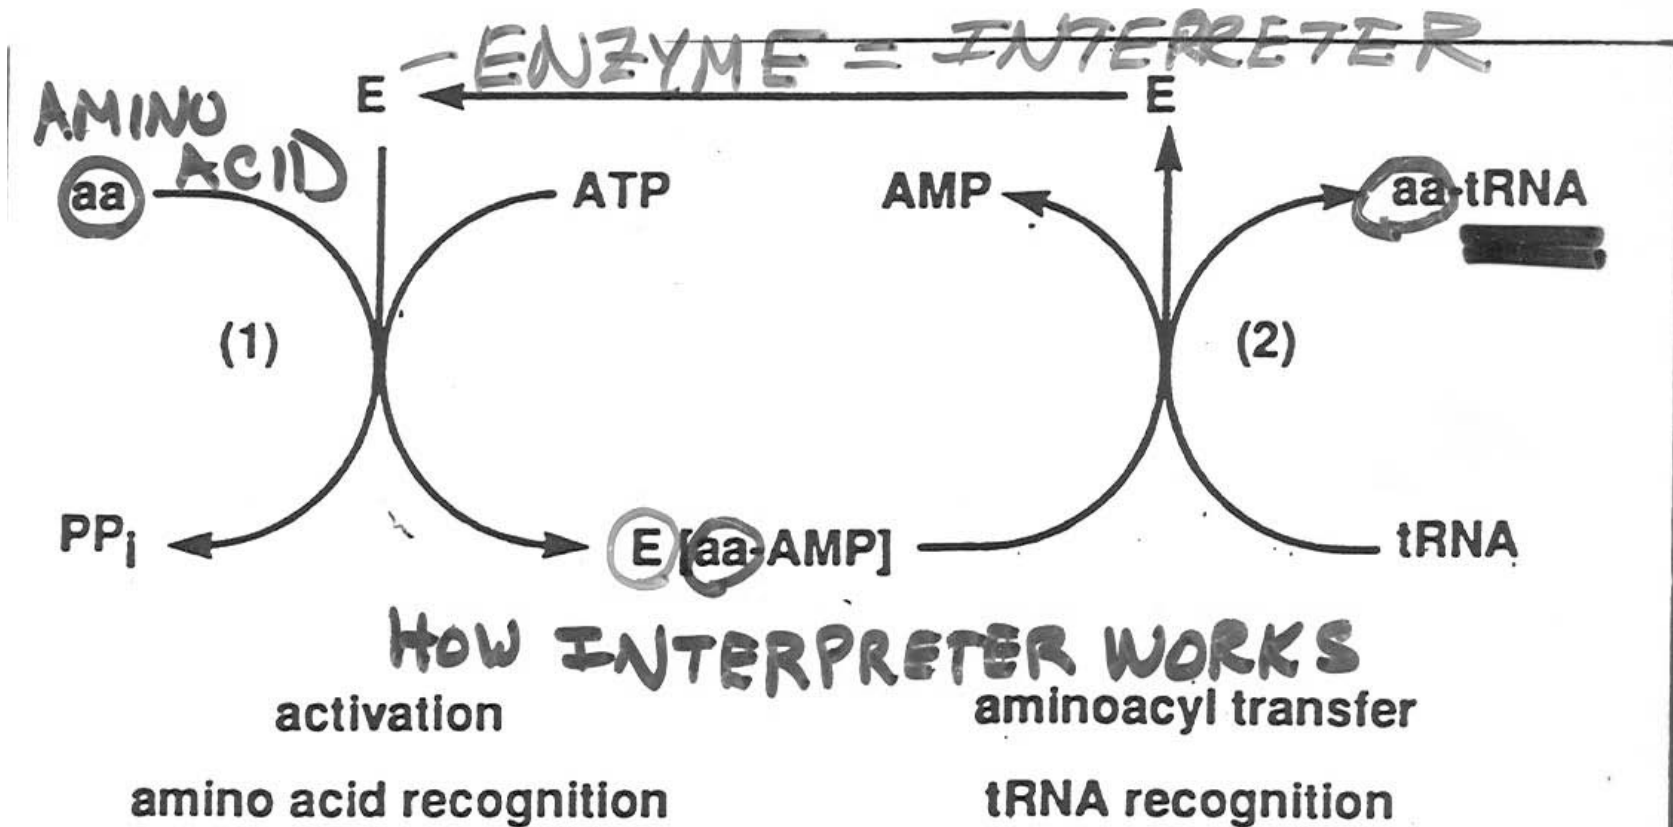 – ENZYME = INTERPRETER
E E
AMINO
ACID
aa ATP AMP aa-tRNA
(1) (2)
PPi E [aa-AMP] tRNA
HOW INTERPRETER WORKS
activation aminoacyl transfer
amino acid recognition tRNA recognition